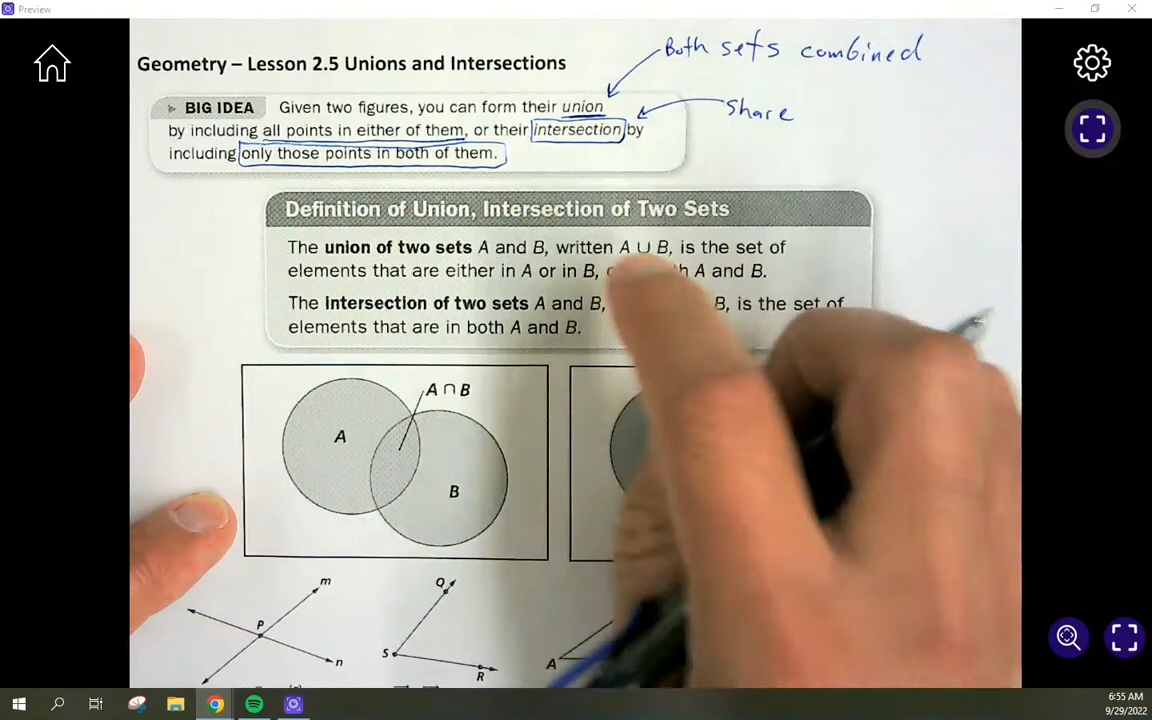 Preview
Both sets combined
Geometry – Lesson 2.5 Unions and Intersections
BIG IDEA Given two figures, you can form their union
Share
by including all points in either of them, or their intersection by
including only those points in both of them.
Definition of Union, Intersection of Two Sets
The union of two sets A and B, written A ∪ B, is the set of
elements that are either in A or in B, A and B.
The intersection of two sets A and B, B, is the set of
elements that are in both A and B.
A ∩ B
A
B
m
Q
P
S
n
R
A
6:55 AM
9/29/2022